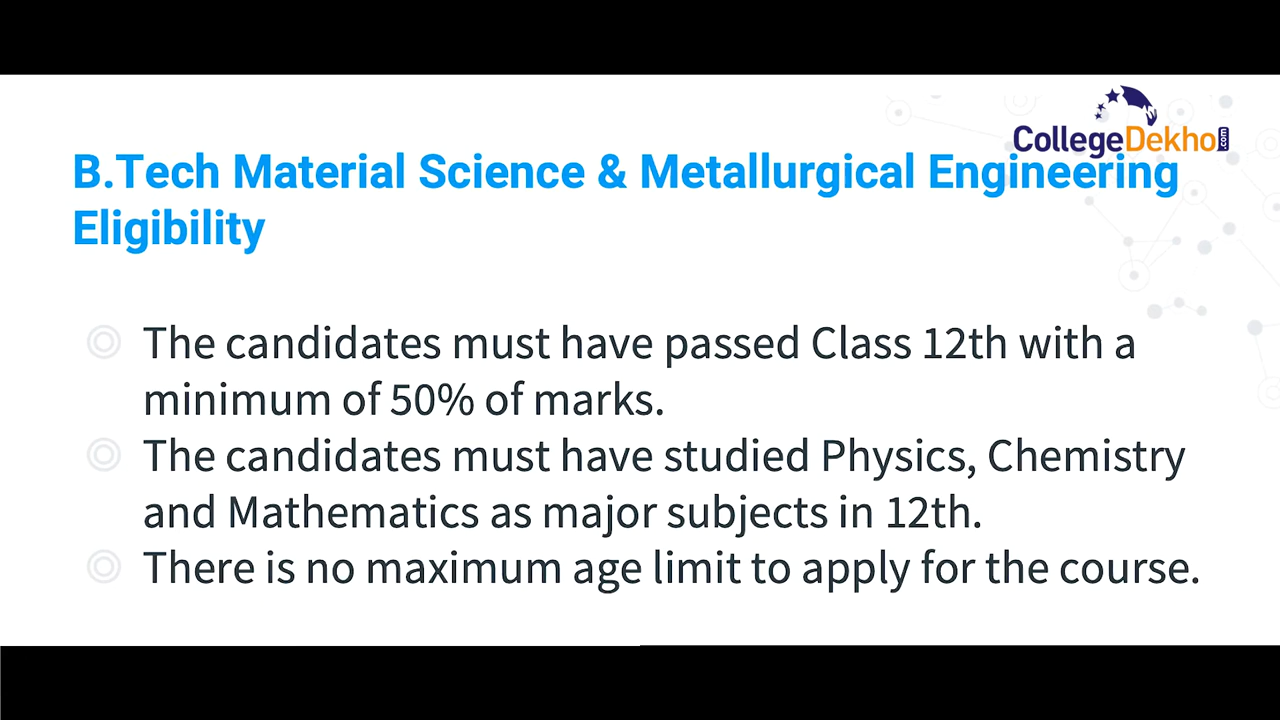 CollegeDekho.com
B.Tech Material Science & Metallurgical Engineering
Eligibility
The candidates must have passed Class 12th with a
minimum of 50% of marks.
The candidates must have studied Physics, Chemistry
and Mathematics as major subjects in 12th.
There is no maximum age limit to apply for the course.